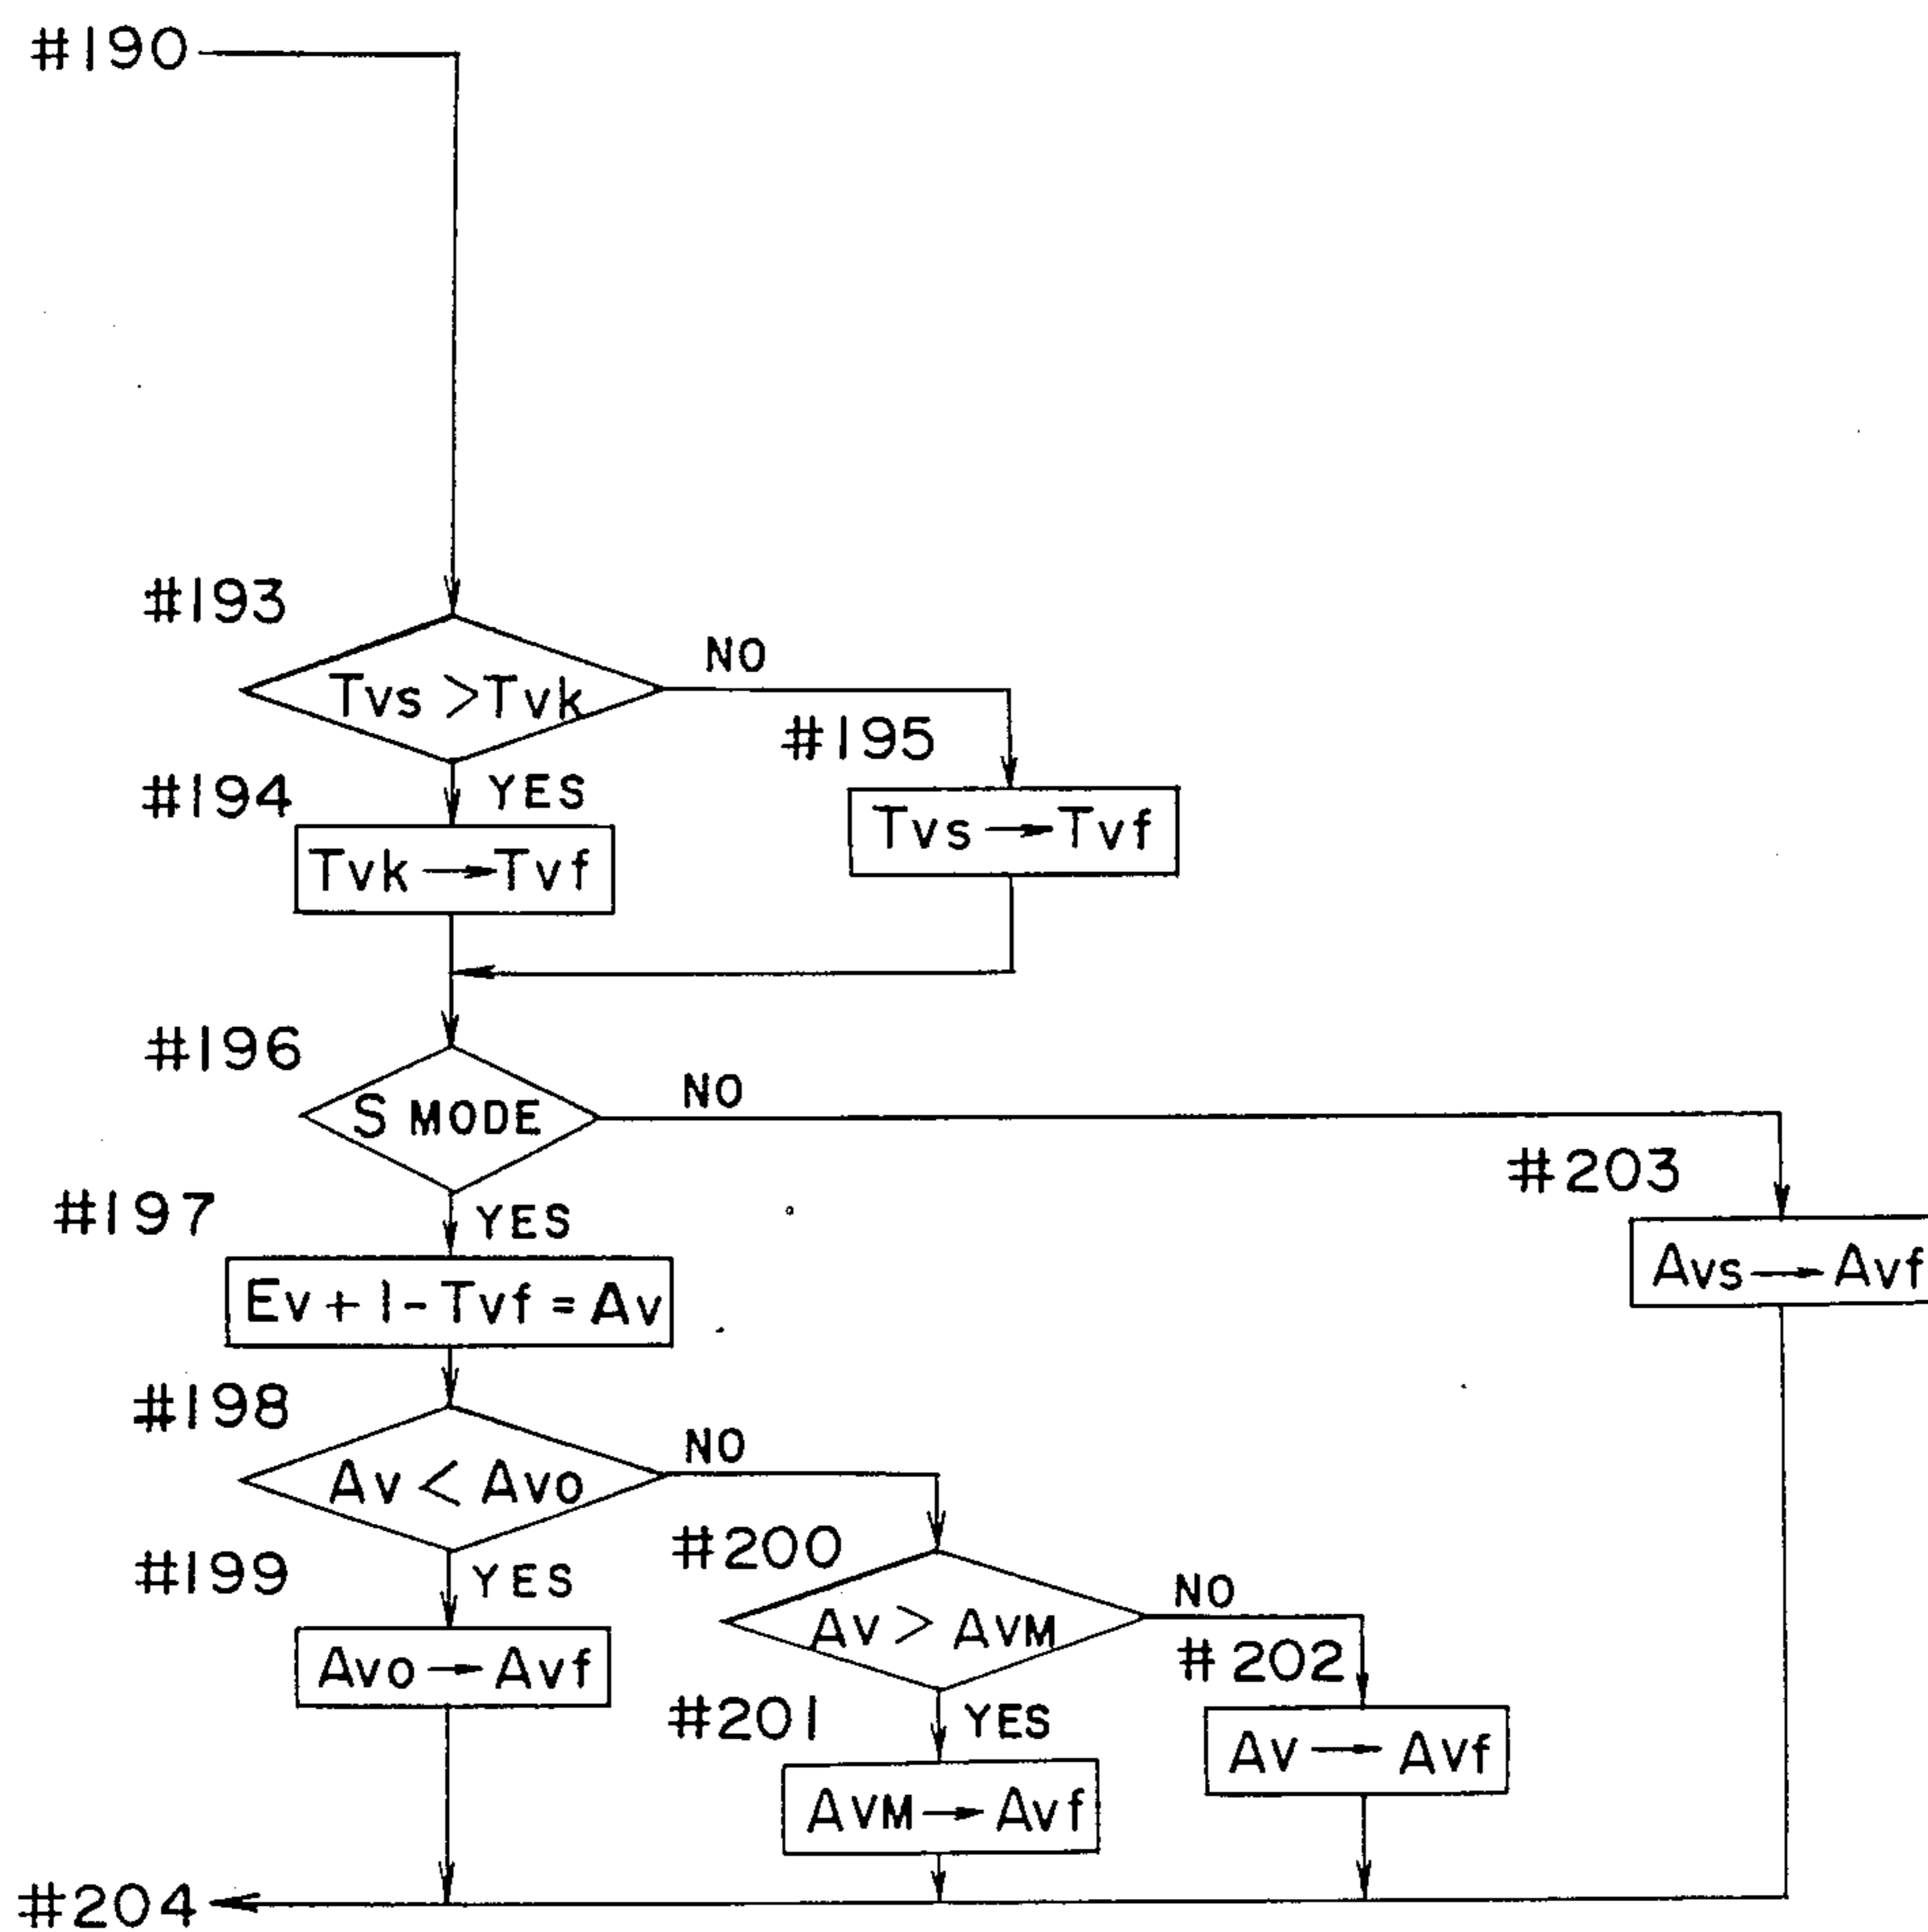 #190
#193
Tvs > Tvk
NO
#195
#194
YES
Tvs → Tvf
Tvk → Tvf
#196
S MODE
NO
#203
#197
YES
Avs → Avf
Ev + 1 - Tvf = Av
#198
Av < Avo
NO
#200
#199
YES
Av > AvM
NO
#202
Avo → Avf
#201
YES
Av → Avf
AvM → Avf
#204